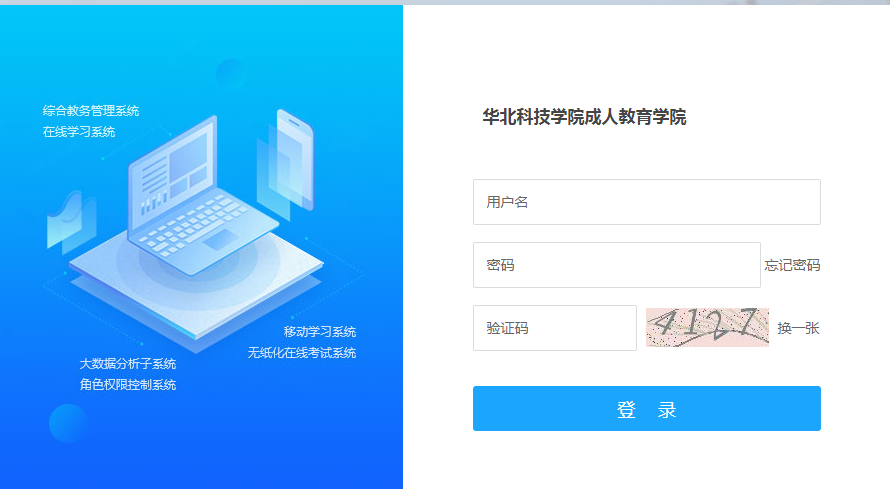 综合教务管理系统
在线学习系统
移动学习系统
无纸化在线考试系统
大数据分析子系统
角色权限控制系统
华北科技学院成人教育学院
用户名
密码
忘记密码
验证码
4127
换一张
登 录